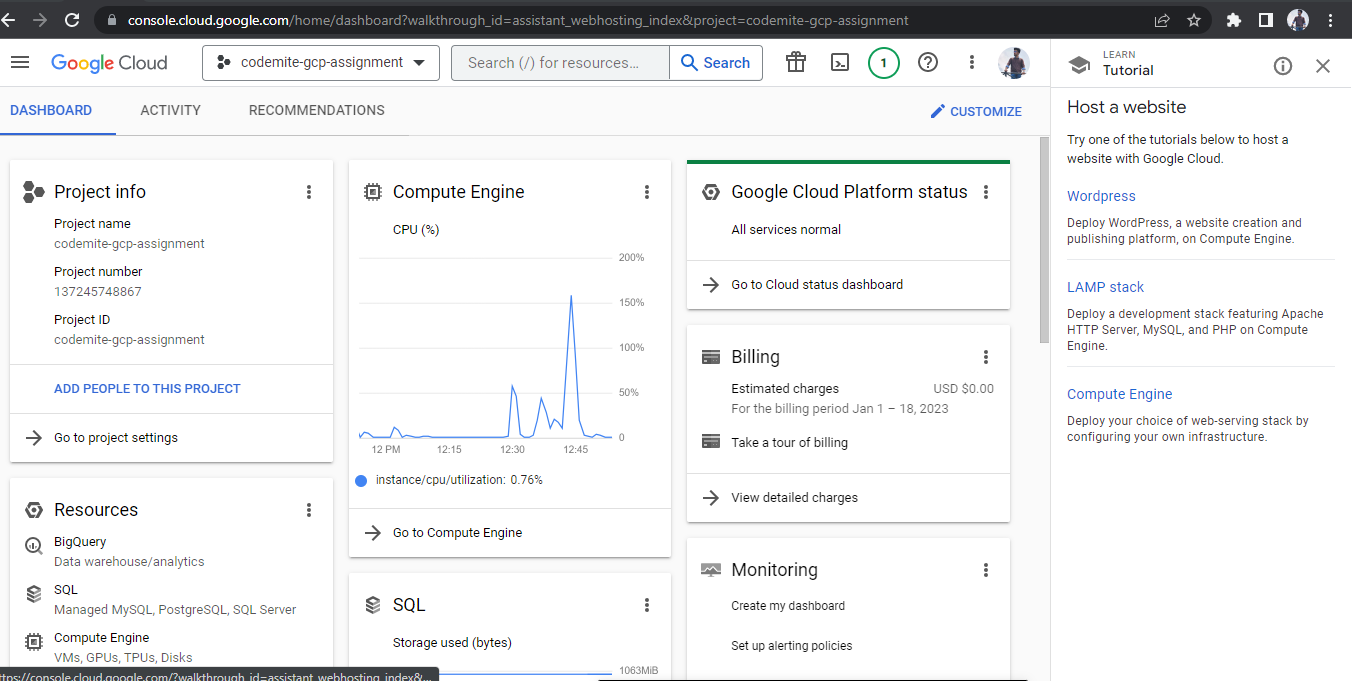 console.cloud.google.com/home/dashboard?walkthrough_id=assistant_webhosting_index&project=codemite-gcp-assignment
Google Cloud
codemite-gcp-assignment
Search (/) for resources...
Search
1
LEARN
Tutorial
DASHBOARD
ACTIVITY
RECOMMENDATIONS
CUSTOMIZE
Project info
Project name
codemite-gcp-assignment
Project number
137245748867
Project ID
codemite-gcp-assignment
ADD PEOPLE TO THIS PROJECT
Go to project settings
Resources
BigQuery
Data warehouse/analytics
SQL
Managed MySQL, PostgreSQL, SQL Server
Compute Engine
VMs, GPUs, TPUs, Disks
ttps://console.cloud.google.com/?walkthrough_id=assistant_webhosting_index&...
Compute Engine
CPU (%)
200%
150%
100%
50%
0
12 PM 12:15 12:30 12:45
instance/cpu/utilization: 0.76%
Go to Compute Engine
SQL
Storage used (bytes)
1063MiB
Google Cloud Platform status
All services normal
Go to Cloud status dashboard
Billing
Estimated charges USD $0.00
For the billing period Jan 1 – 18, 2023
Take a tour of billing
View detailed charges
Monitoring
Create my dashboard
Set up alerting policies
Host a website
Try one of the tutorials below to host a
website with Google Cloud.
Wordpress
Deploy WordPress, a website creation and
publishing platform, on Compute Engine.
LAMP stack
Deploy a development stack featuring Apache
HTTP Server, MySQL, and PHP on Compute
Engine.
Compute Engine
Deploy your choice of web-serving stack by
configuring your own infrastructure.